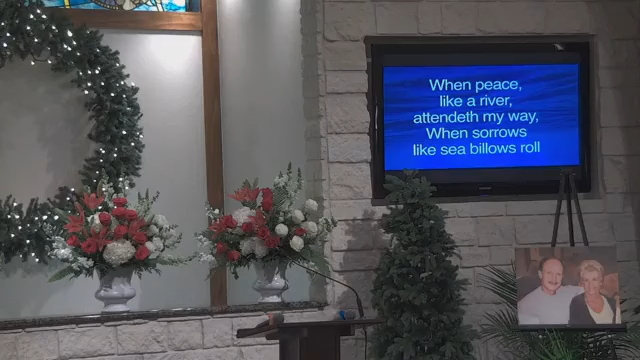 When peace,
like a river,
attendeth my way,
When sorrows
like sea billows roll